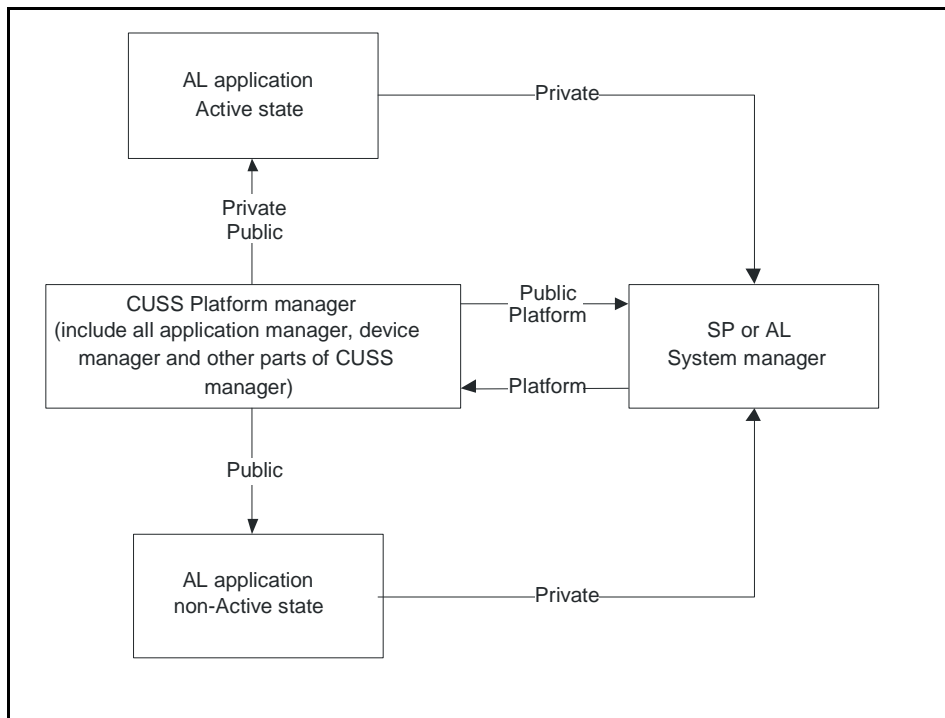 AL application
Active state
Private
Private
Public
CUSS Platform manager
(include all application manager, device
manager and other parts of CUSS
manager)
Public
Platform
Platform
SP or AL
System manager
Public
AL application
non-Active state
Private